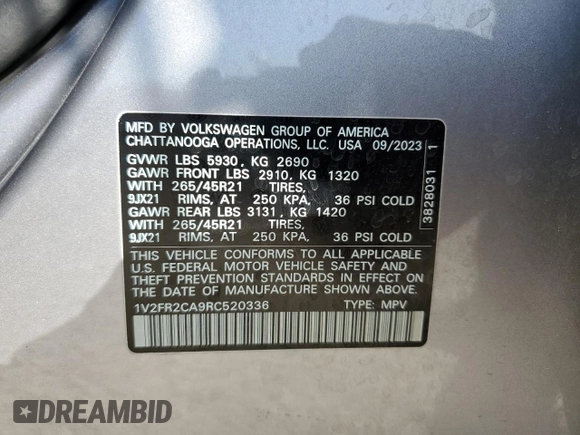 MFD BY VOLKSWAGEN GROUP OF AMERICA
CHATTANOOGA OPERATIONS, LLC. USA 09/2023
GVWR LBS 5930, KG 2690
GAWR FRONT LBS 2910, KG 1320
WITH 265/45R21 TIRES,
9JX21 RIMS, AT 250 KPA, 36 PSI COLD
GAWR REAR LBS 3131, KG 1420
WITH 265/45R21 TIRES,
9JX21 RIMS, AT 250 KPA, 36 PSI COLD
THIS VEHICLE CONFORMS TO ALL APPLICABLE
U.S. FEDERAL MOTOR VEHICLE SAFETY AND
THEFT PREVENTION STANDARDS IN EFFECT ON
THE DATE OF MANUFACTURE SHOWN ABOVE.
1V2FR2CA9RC520336 TYPE: MPV
3828031 1
DREAMBID